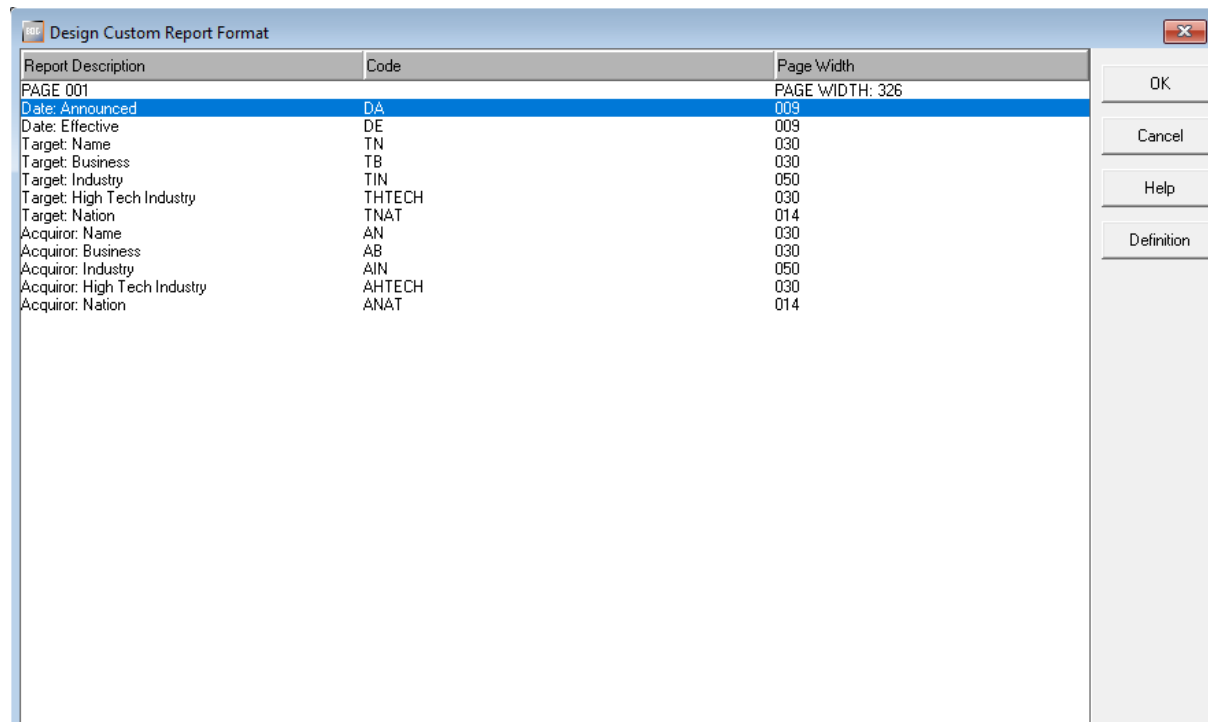 Design Custom Report Format
Report Description Code Page Width
PAGE 001 PAGE WIDTH: 326
Date: Announced DA 009
Date: Effective DE 009
Target: Name TN 030
Target: Business TB 030
Target: Industry TIN 050
Target: High Tech Industry THTECH 030
Target: Nation TNAT 014
Acquiror: Name AN 030
Acquiror: Business AB 030
Acquiror: Industry AIN 050
Acquiror: High Tech Industry AHTECH 030
Acquiror: Nation ANAT 014
OK
Cancel
Help
Definition